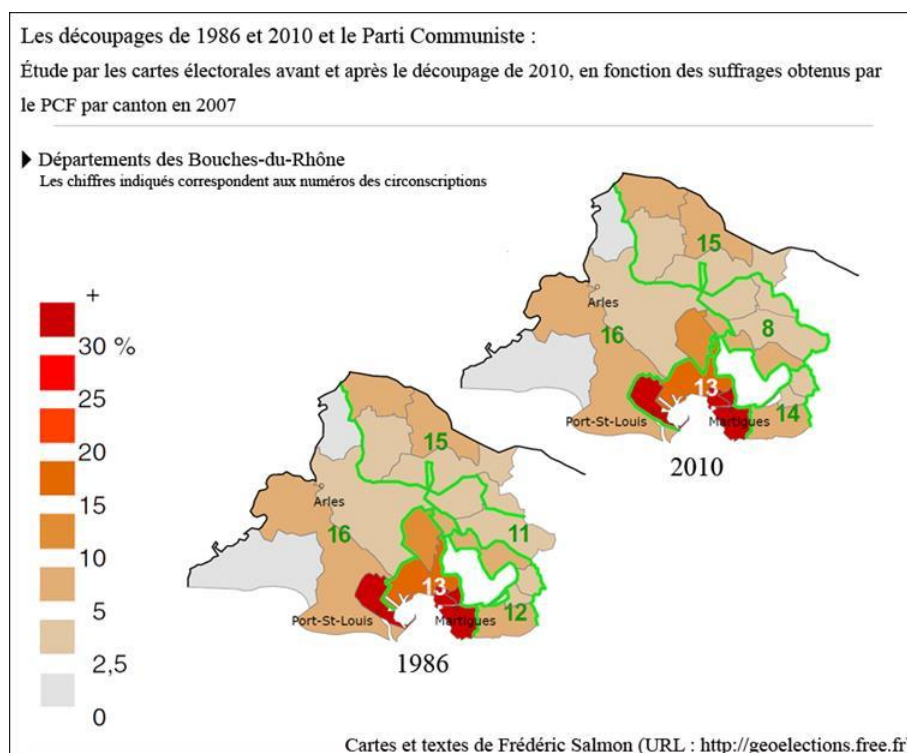 Les découpages de 1986 et 2010 et le Parti Communiste :
Étude par les cartes électorales avant et après le découpage de 2010, en fonction des suffrages obtenus par
le PCF par canton en 2007
Départements des Bouches-du-Rhône
Les chiffres indiqués correspondent aux numéros des circonscriptions
15
Arles
16
8
13
14
Port-St-Louis
Martigues
2010
15
Arles
16
11
13
12
Port-St-Louis
Martigues
1986
+
30 %
25
20
15
10
5
2,5
0
Cartes et textes de Frédéric Salmon (URL : http://geoelections.free.fr